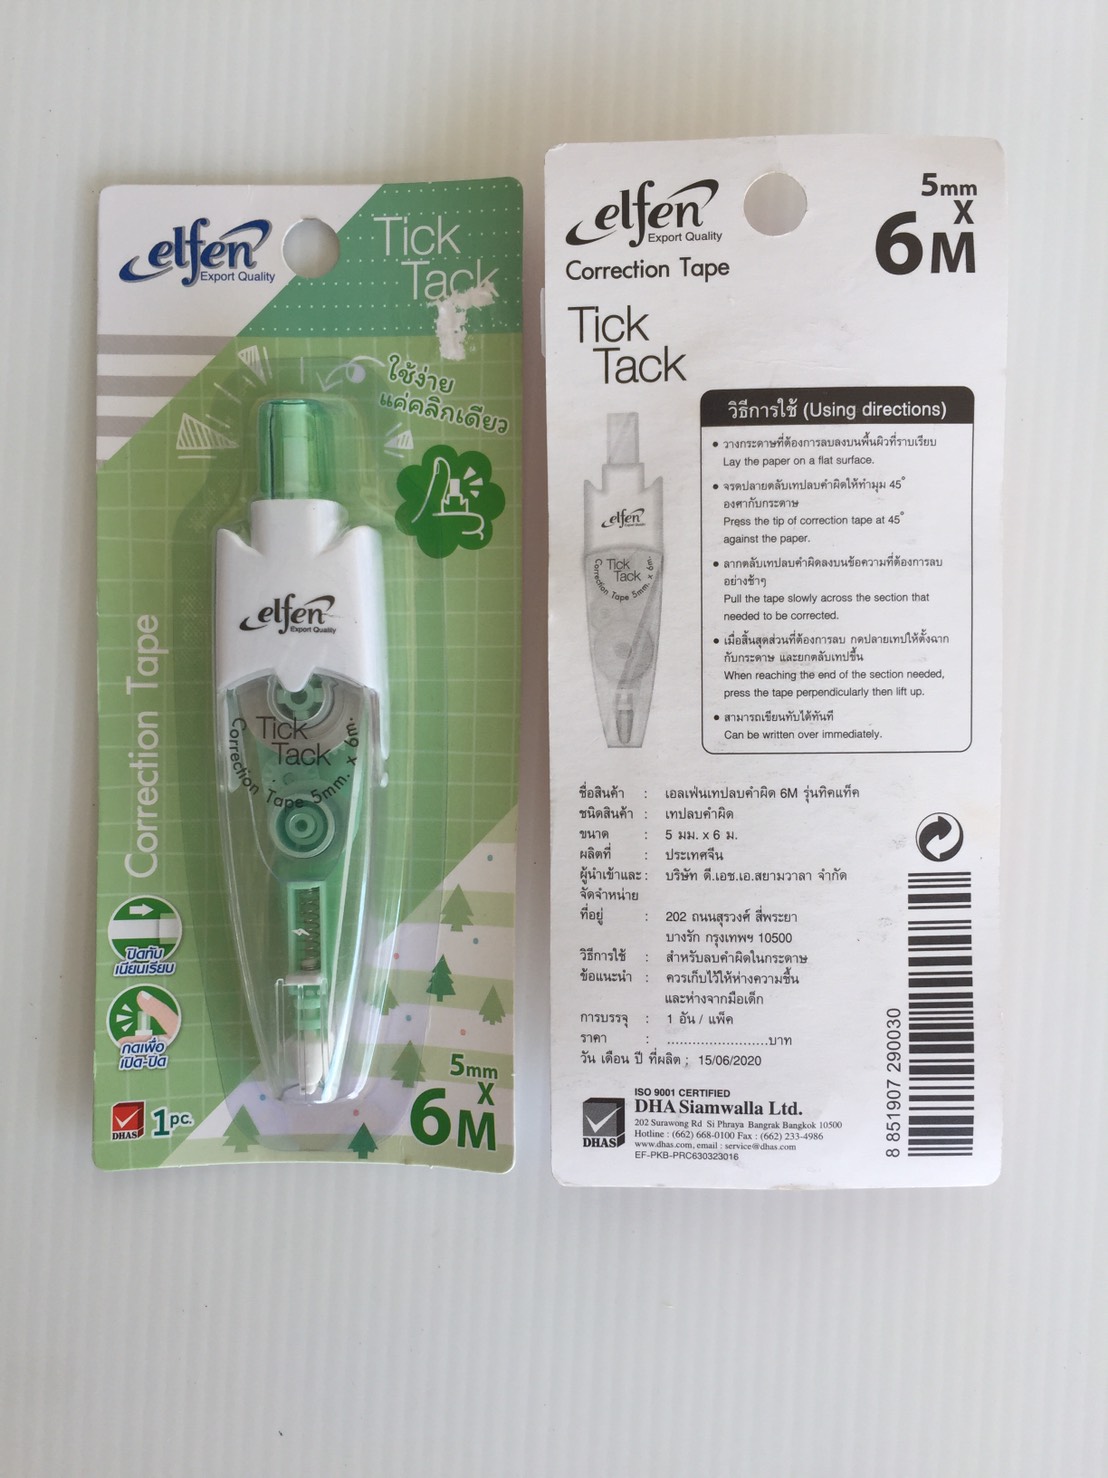 elfen
Export Quality
Tick
Tack
ใช้ง่าย
แค่คลิกเดียว
elfen
Export Quality
Tick
Tack
Correction Tape 5mm. x 6m.
Correction Tape
ปิดทับ
เนียนเรียบ
กดเพื่อ
เปิด-ปิด
DHAS
1 pc.
5mm
X
6M
elfen
Export Quality
Correction Tape
5mm
X
6M
Tick
Tack
elfen
Tick
Tack
Correction Tape 5mm. x 6m.
วิธีการใช้ (Using directions)
• วางกระดาษที่ต้องการลบลงบนพื้นผิวที่ราบเรียบ
Lay the paper on a flat surface.
• จรดปลายตลับเทปลบคำผิดให้ทำมุม 45°
องศากับกระดาษ
Press the tip of correction tape at 45°
against the paper.
• ลากตลับเทปลบคำผิดลงบนข้อความที่ต้องการลบ
อย่างช้าๆ
Pull the tape slowly across the section that
needed to be corrected.
• เมื่อสิ้นสุดส่วนที่ต้องการลบ กดปลายเทปให้ตั้งฉาก
กับกระดาษ และยกตลับเทปขึ้น
When reaching the end of the section needed,
press the tape perpendicularly then lift up.
• สามารถเขียนทับได้ทันที
Can be written over immediately.
ชื่อสินค้า : เอลเฟ่นเทปลบคำผิด 6M รุ่นทิคแท็ค
ชนิดสินค้า : เทปลบคำผิด
ขนาด : 5 มม. x 6 ม.
ผลิตที่ : ประเทศจีน
ผู้นำเข้าและ : บริษัท ดี.เอช.เอ.สยามวาลา จำกัด
จัดจำหน่าย
ที่อยู่ : 202 ถนนสุรวงศ์ สี่พระยา
บางรัก กรุงเทพฯ 10500
วิธีการใช้ : สำหรับลบคำผิดในกระดาษ
ข้อแนะนำ : ควรเก็บไว้ให้ห่างความชื้น
และห่างจากมือเด็ก
การบรรจุ : 1 อัน / แพ็ค
ราคา : ........................บาท
วัน เดือน ปี ที่ผลิต ; 15/06/2020
DHAS
ISO 9001 CERTIFIED
DHA Siamwalla Ltd.
202 Surawong Rd Si Phraya Bangrak Bangkok 10500
Hotline : (662) 668-0100 Fax : (662) 233-4986
www.dhas.com, email : service@dhas.com
EF-PKB-PRC630323016
8 851907 290030